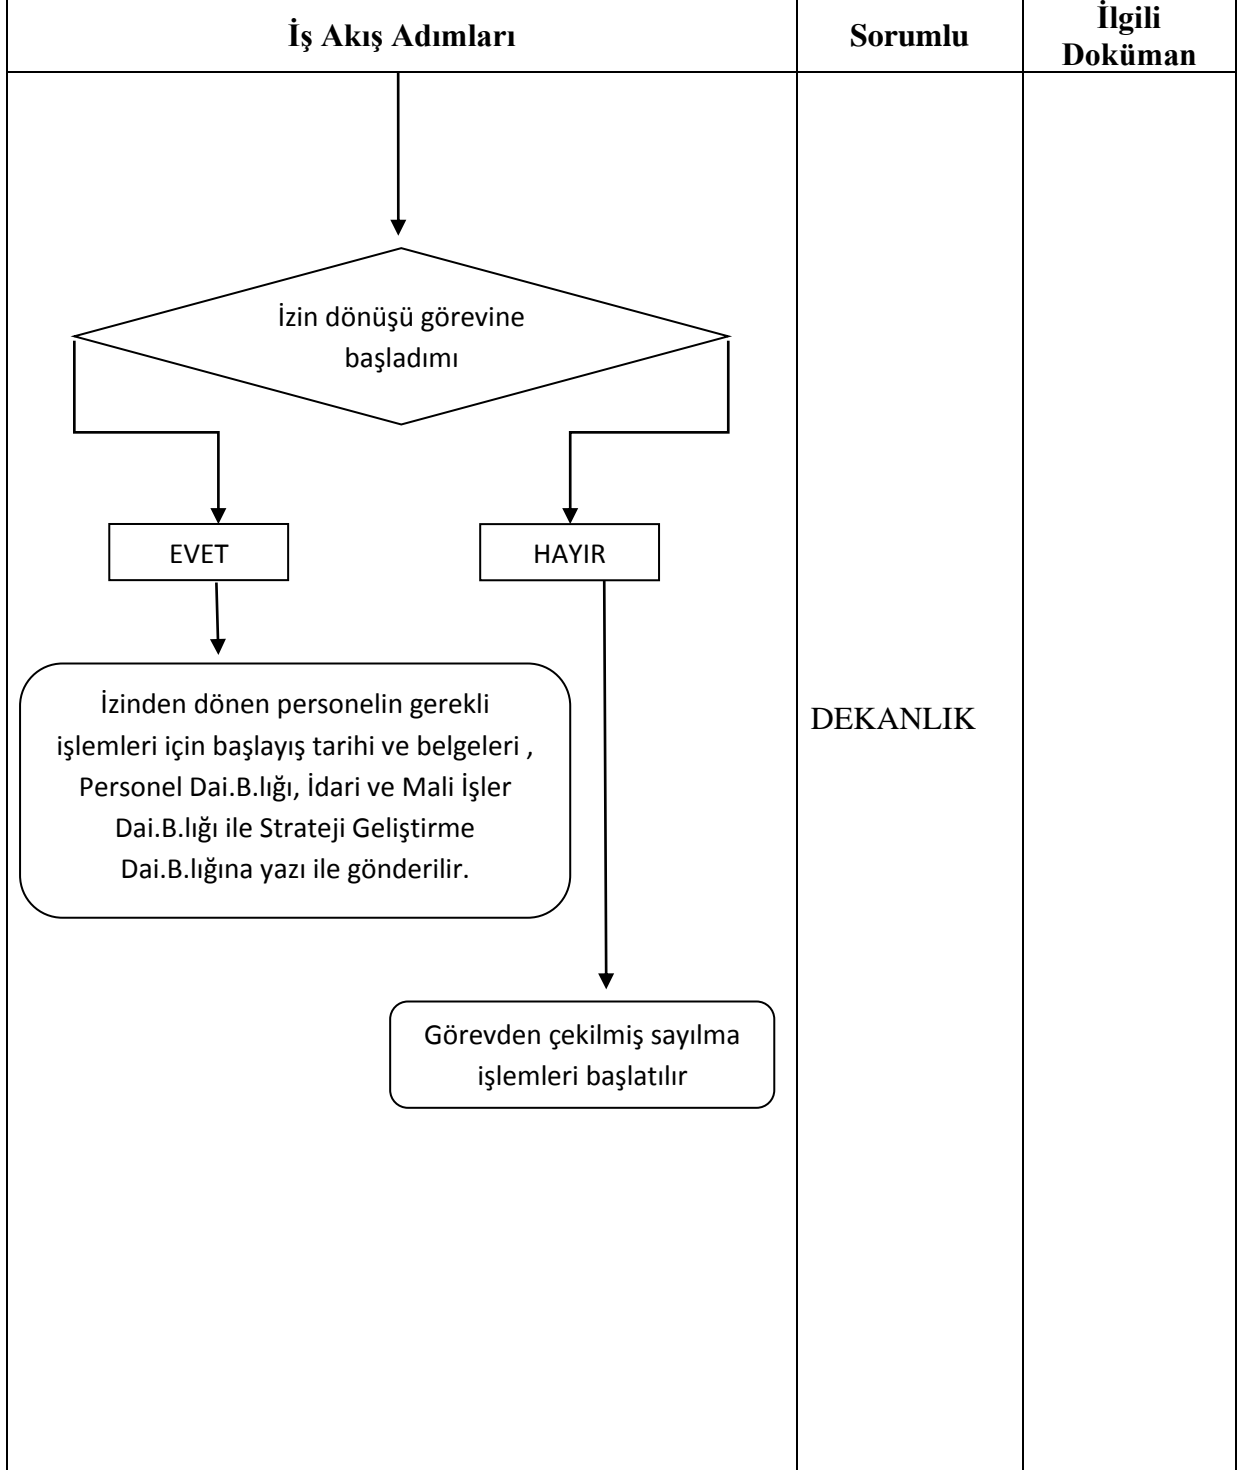 İş Akış Adımları
Sorumlu
İlgili
Doküman
İzin dönüşü görevine
başladımı
EVET
HAYIR
İzinden dönen personelin gerekli
işlemleri için başlayış tarihi ve belgeleri ,
Personel Dai.B.lığı, İdari ve Mali İşler
Dai.B.lığı ile Strateji Geliştirme
Dai.B.lığına yazı ile gönderilir.
DEKANLIK
Görevden çekilmiş sayılma
işlemleri başlatılır